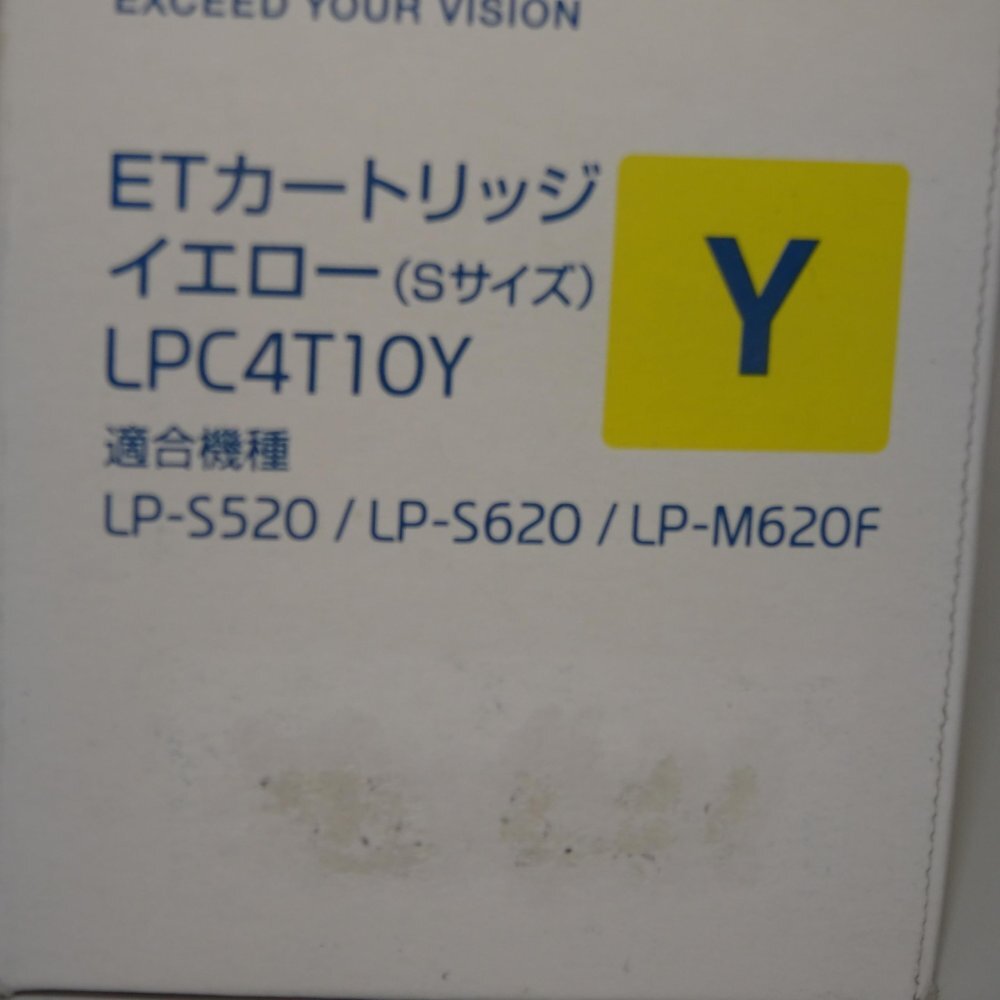 EXCEED YOUR VISION
ETカートリッジ
イエロー(Sサイズ)
Y
LPC4T10Y
適合機種
LP-S520 / LP-S620 / LP-M620F